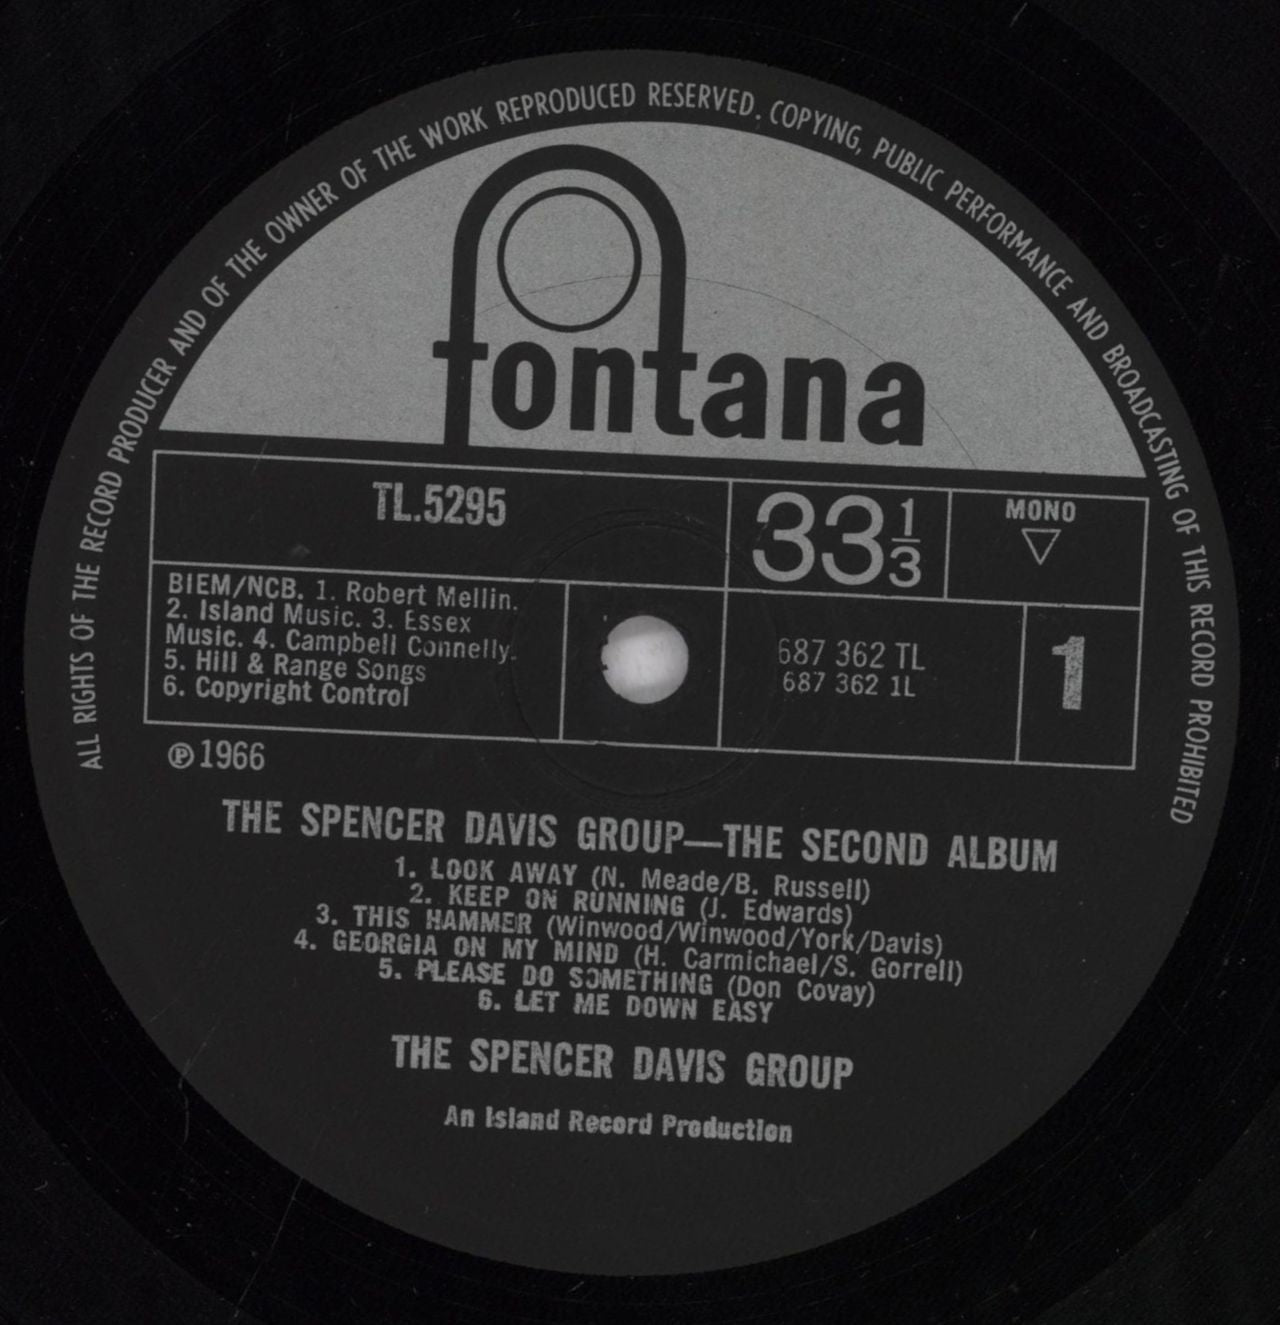 ALL RIGHTS OF THE RECORD PRODUCER AND OF THE OWNER OF THE WORK REPRODUCED RESERVED. COPYING, PUBLIC PERFORMANCE AND BROADCASTING OF THIS RECORD PROHIBITED
fontana
TL.5295
33 1/3
MONO
BIEM/NCB. 1. Robert Mellin.
2. Island Music. 3. Essex
Music. 4. Campbell Connelly.
5. Hill & Range Songs
6. Copyright Control
687 362 TL
687 362 1L
1
℗ 1966
THE SPENCER DAVIS GROUP—THE SECOND ALBUM
1. LOOK AWAY (N. Meade/B. Russell)
2. KEEP ON RUNNING (J. Edwards)
3. THIS HAMMER (Winwood/Winwood/York/Davis)
4. GEORGIA ON MY MIND (H. Carmichael/S. Gorrell)
5. PLEASE DO SOMETHING (Don Covay)
6. LET ME DOWN EASY
THE SPENCER DAVIS GROUP
An Island Record Production